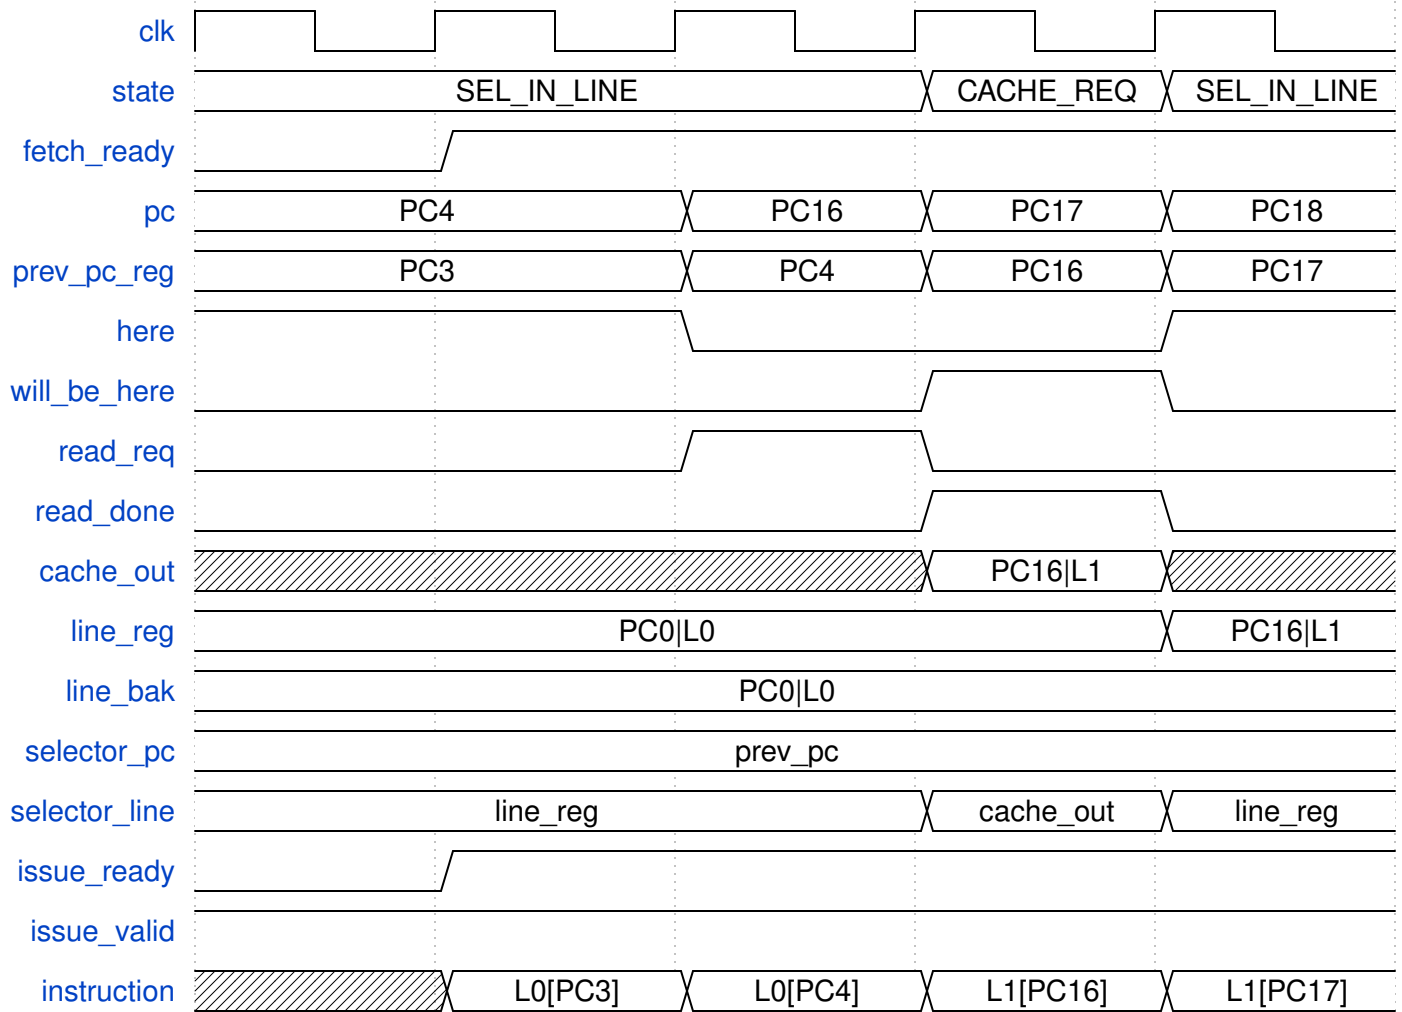 clk
state SEL_IN_LINE CACHE_REQ SEL_IN_LINE
fetch_ready
pc PC4 PC16 PC17 PC18
prev_pc_reg PC3 PC4 PC16 PC17
here
will_be_here
read_req
read_done
cache_out PC16|L1
line_reg PC0|L0 PC16|L1
line_bak PC0|L0
selector_pc prev_pc
selector_line line_reg cache_out line_reg
issue_ready
issue_valid
instruction L0[PC3] L0[PC4] L1[PC16] L1[PC17]